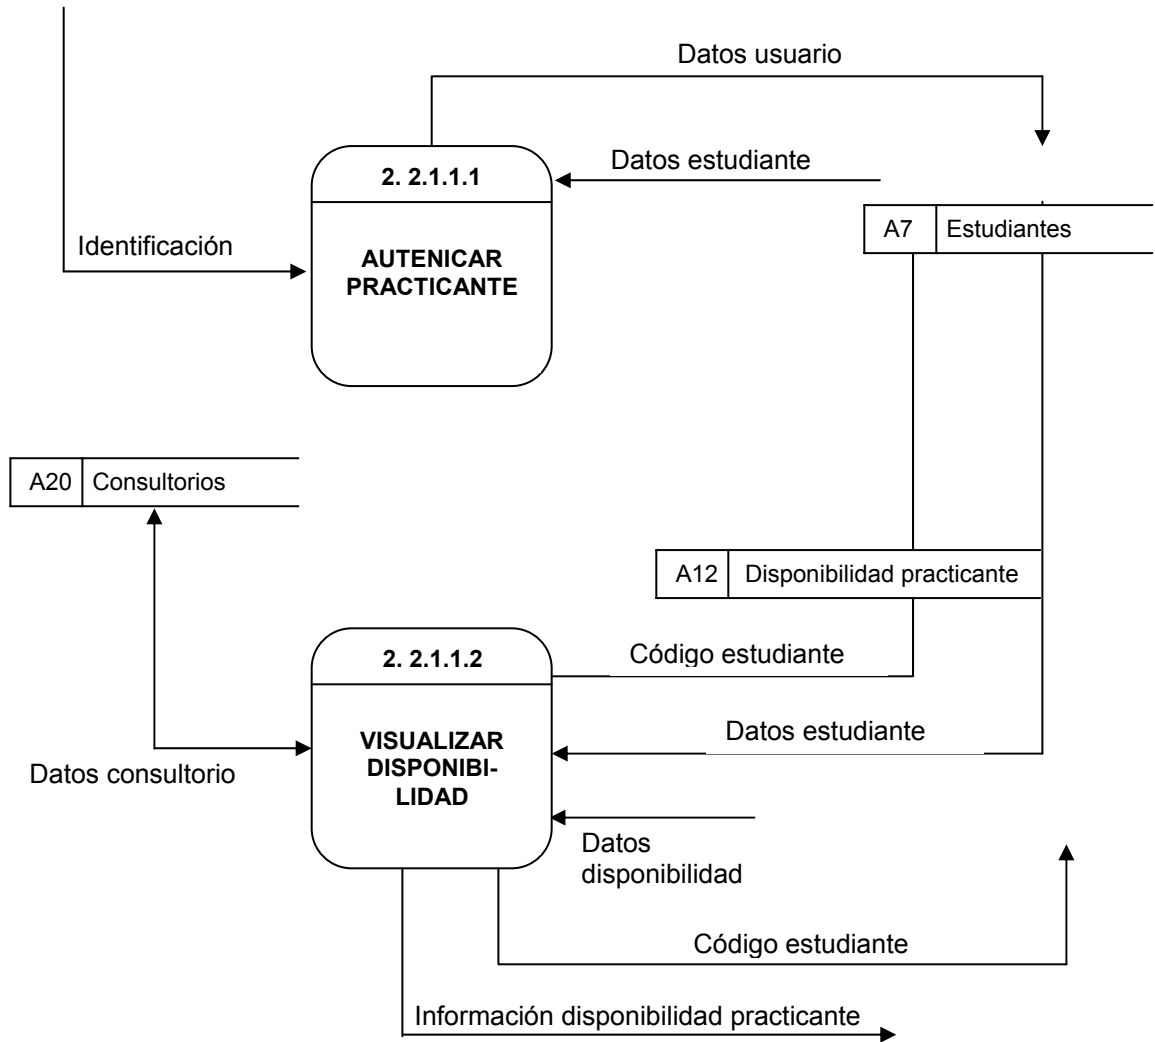 Datos usuario
Datos estudiante
2. 2.1.1.1
A7 Estudiantes
Identificación
AUTENICAR
PRACTICANTE
A20 Consultorios
A12 Disponibilidad practicante
2. 2.1.1.2
Código estudiante
Datos estudiante
VISUALIZAR
DISPONIBI-
LIDAD
Datos consultorio
Datos
disponibilidad
Código estudiante
Información disponibilidad practicante